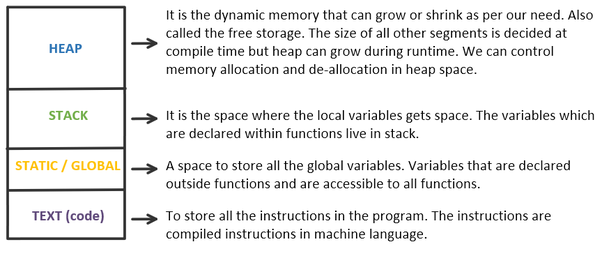 HEAP
It is the dynamic memory that can grow or shrink as per our need. Also
called the free storage. The size of all other segments is decided at
compile time but heap can grow during runtime. We can control
memory allocation and de-allocation in heap space.
STACK
It is the space where the local variables gets space. The variables which
are declared within functions live in stack.
STATIC / GLOBAL
A space to store all the global variables. Variables that are declared
outside functions and are accessible to all functions.
TEXT (code)
To store all the instructions in the program. The instructions are
compiled instructions in machine language.